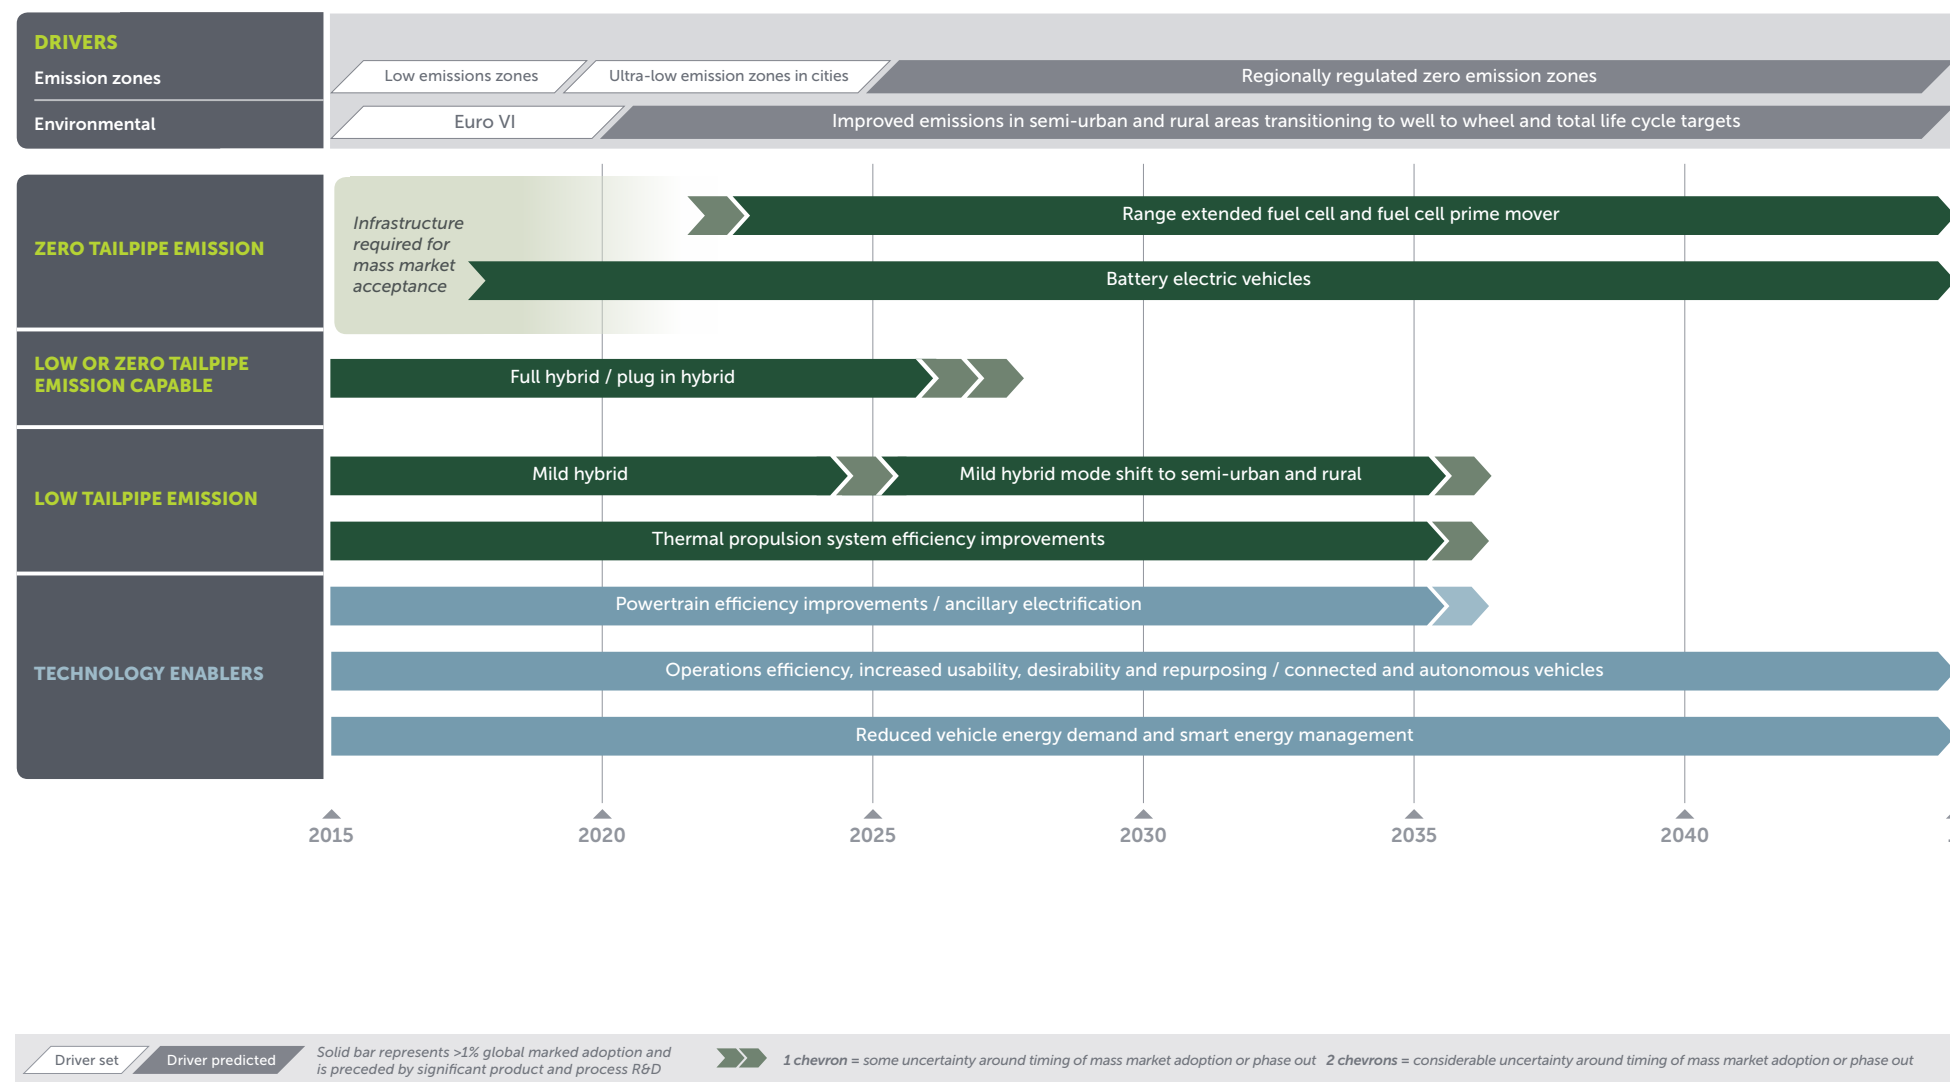 DRIVERS
Emission zones
Low emissions zones
Ultra-low emission zones in cities
Regionally regulated zero emission zones
Environmental
Euro VI
Improved emissions in semi-urban and rural areas transitioning to well to wheel and total life cycle targets
ZERO TAILPIPE EMISSION
Infrastructure
required for
mass market
acceptance
Range extended fuel cell and fuel cell prime mover
Battery electric vehicles
LOW OR ZERO TAILPIPE
EMISSION CAPABLE
Full hybrid / plug in hybrid
LOW TAILPIPE EMISSION
Mild hybrid
Mild hybrid mode shift to semi-urban and rural
Thermal propulsion system efficiency improvements
TECHNOLOGY ENABLERS
Powertrain efficiency improvements / ancillary electrification
Operations efficiency, increased usability, desirability and repurposing / connected and autonomous vehicles
Reduced vehicle energy demand and smart energy management
2015
2020
2025
2030
2035
2040
Driver set
Driver predicted
Solid bar represents >1% global marked adoption and
is preceded by significant product and process R&D
1 chevron = some uncertainty around timing of mass market adoption or phase out
2 chevrons = considerable uncertainty around timing of mass market adoption or phase out